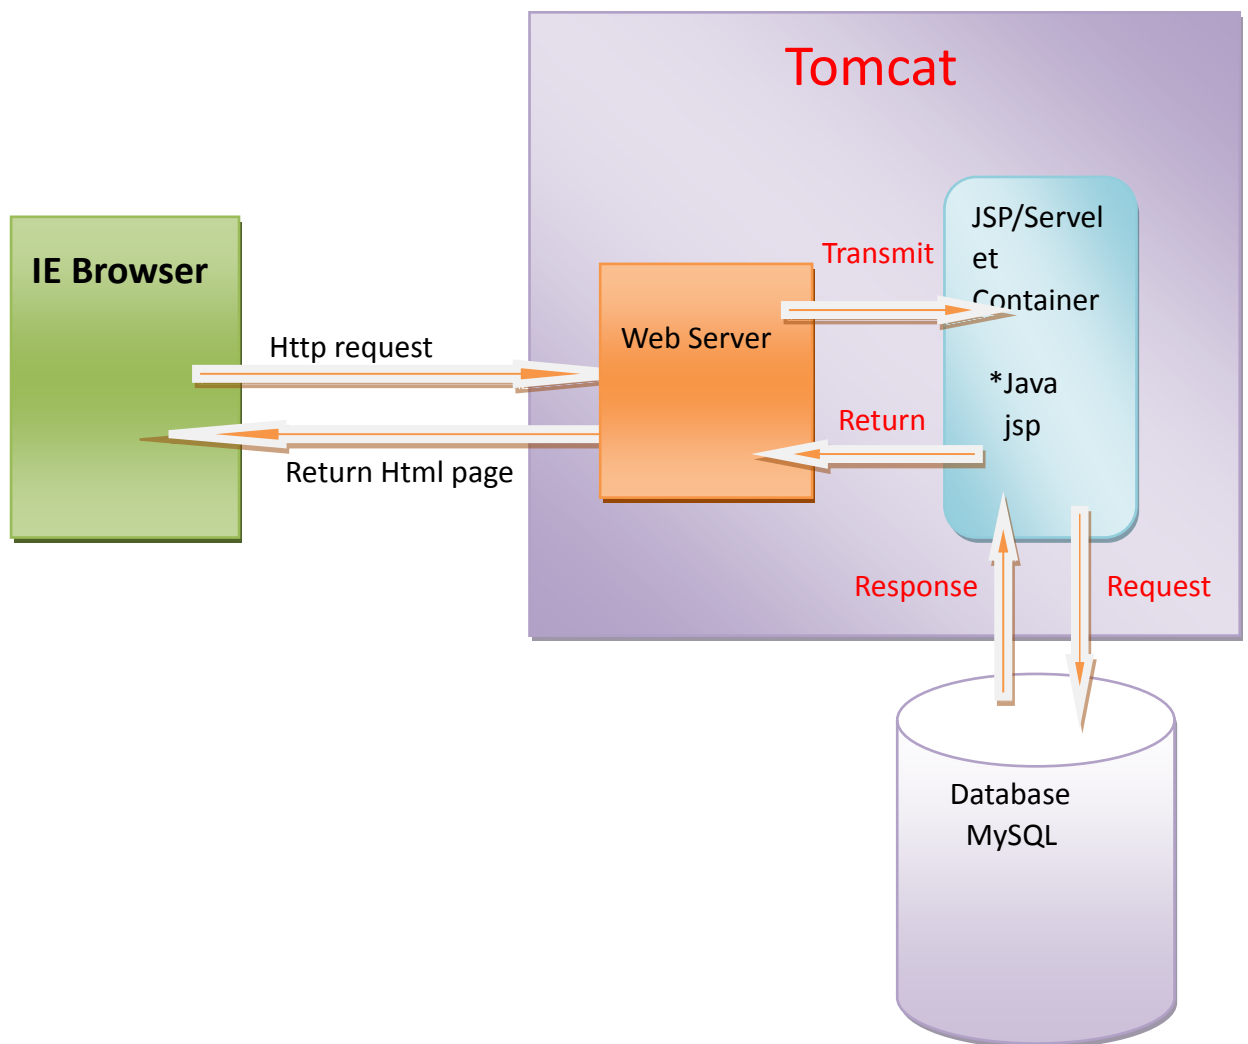 Tomcat
IE Browser
Http request
Return Html page
Web Server
Transmit
Return
JSP/Servel
et
Container
*Java
jsp
Response
Request
Database
MySQL